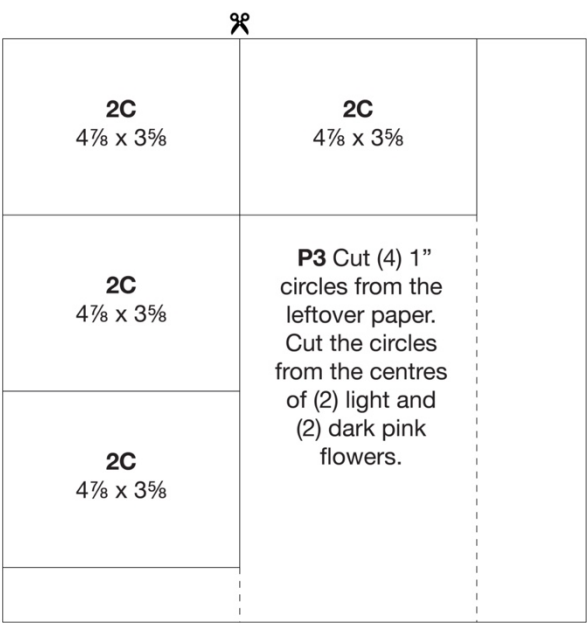 2C
4⅞ x 3⅝
2C
4⅞ x 3⅝
2C
4⅞ x 3⅝
P3 Cut (4) 1”
circles from the
leftover paper.
Cut the circles
from the centres
of (2) light and
(2) dark pink
flowers.
2C
4⅞ x 3⅝